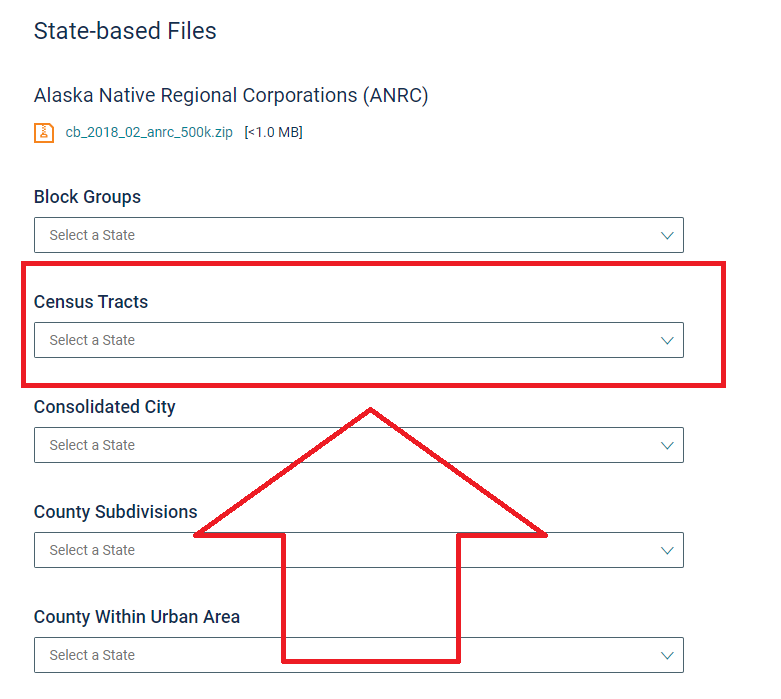 State-based Files
Alaska Native Regional Corporations (ANRC)
cb_2018_02_anrc_500k.zip [<1.0 MB]
Block Groups
Select a State
Census Tracts
Select a State
Consolidated City
Select a State
County Subdivisions
Select a State
County Within Urban Area
Select a State